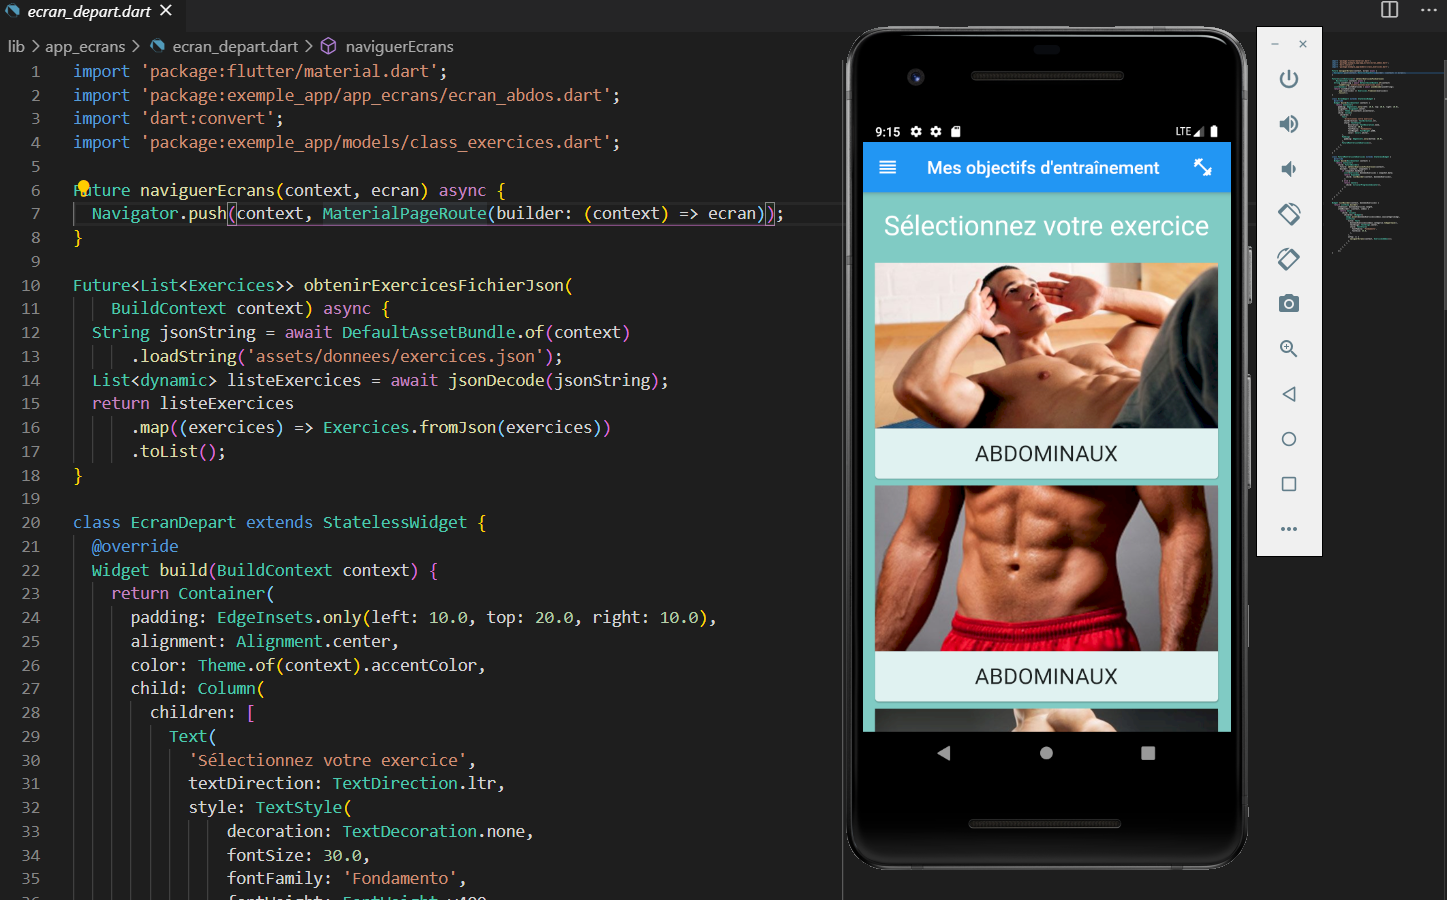 ecran_depart.dart
lib > app_ecrans > ecran_depart.dart > naviguerEcrans
1 import 'package:flutter/material.dart';
2 import 'package:exemple_app/app_ecrans/ecran_abdos.dart';
3 import 'dart:convert';
4 import 'package:exemple_app/models/class_exercices.dart';
5
6 Future naviguerEcrans(context, ecran) async {
7 Navigator.push(context, MaterialPageRoute(builder: (context) => ecran));
8 }
9
10 Future<List<Exercices>> obtenirExercicesFichierJson(
11 BuildContext context) async {
12 String jsonString = await DefaultAssetBundle.of(context)
13 .loadString('assets/donnees/exercices.json');
14 List<dynamic> listeExercices = await jsonDecode(jsonString);
15 return listeExercices
16 .map((exercices) => Exercices.fromJson(exercices))
17 .toList();
18 }
19
20 class EcranDepart extends StatelessWidget {
21 @override
22 Widget build(BuildContext context) {
23 return Container(
24 padding: EdgeInsets.only(left: 10.0, top: 20.0, right: 10.0),
25 alignment: Alignment.center,
26 color: Theme.of(context).accentColor,
27 child: Column(
28 children: [
29 Text(
30 'Sélectionnez votre exercice',
31 textDirection: TextDirection.ltr,
32 style: TextStyle(
33 decoration: TextDecoration.none,
34 fontSize: 30.0,
35 fontFamily: 'Fondamento',
9:15 LTE
Mes objectifs d'entraînement
Sélectionnez votre exercice
ABDOMINAUX
ABDOMINAUX